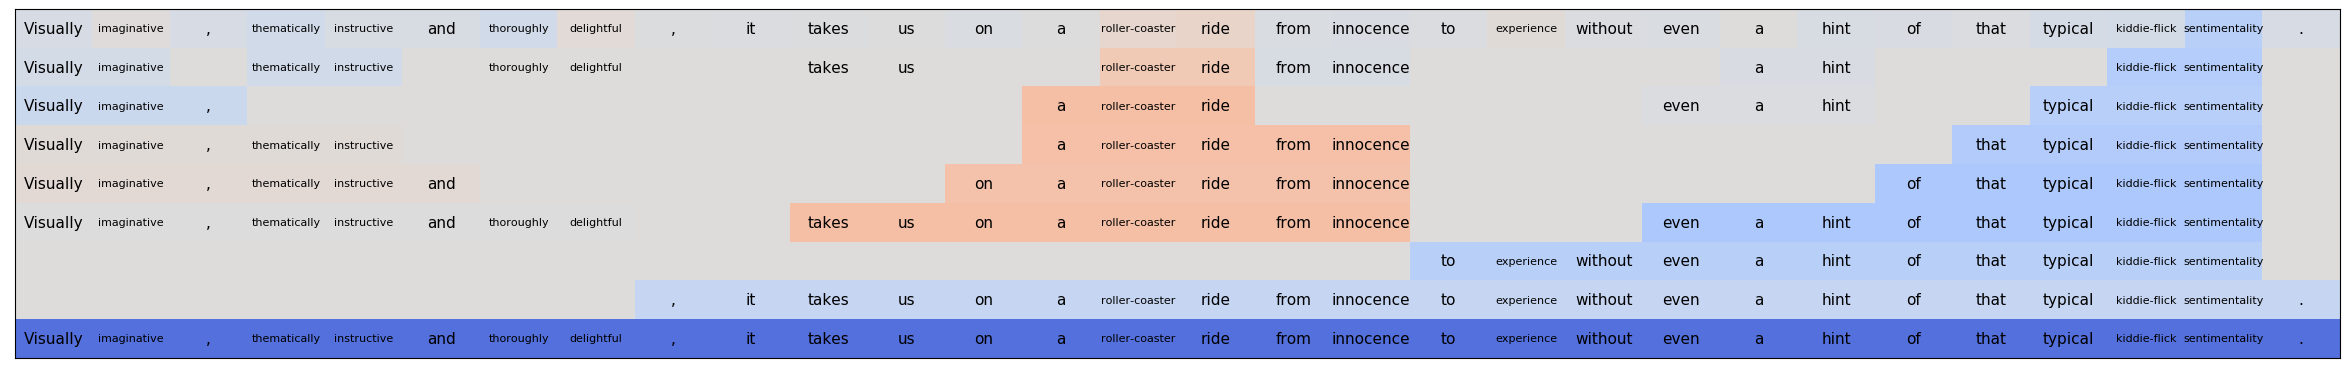 Visually imaginative , thematically instructive and thoroughly delightful , it takes us on a roller-coaster ride from innocence to experience without even a hint of that typical kiddie-flick sentimentality .
Visually imaginative thematically instructive thoroughly delightful takes us roller-coaster ride from innocence a hint kiddie-flick sentimentality
Visually imaginative , a roller-coaster ride even a hint typical kiddie-flick sentimentality
Visually imaginative , thematically instructive a roller-coaster ride from innocence that typical kiddie-flick sentimentality
Visually imaginative , thematically instructive and on a roller-coaster ride from innocence of that typical kiddie-flick sentimentality
Visually imaginative , thematically instructive and thoroughly delightful takes us on a roller-coaster ride from innocence even a hint of that typical kiddie-flick sentimentality
to experience without even a hint of that typical kiddie-flick sentimentality
, it takes us on a roller-coaster ride from innocence to experience without even a hint of that typical kiddie-flick sentimentality .
Visually imaginative , thematically instructive and thoroughly delightful , it takes us on a roller-coaster ride from innocence to experience without even a hint of that typical kiddie-flick sentimentality .